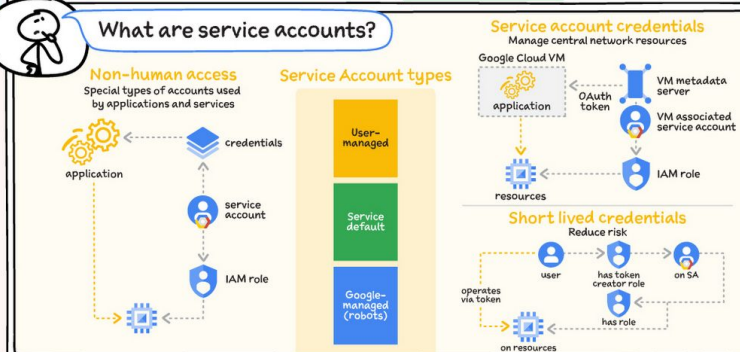 What are service accounts?
Non-human access
Special types of accounts used
by applications and services
application
credentials
service
account
IAM role
Service Account types
User-
managed
Service
default
Google-
managed
(robots)
Service account credentials
Manage central network resources
Google Cloud VM
application
OAuth
token
VM metadata
server
VM associated
service account
IAM role
resources
Short lived credentials
Reduce risk
user
has token
creator role
on SA
operates
via token
has role
on resources